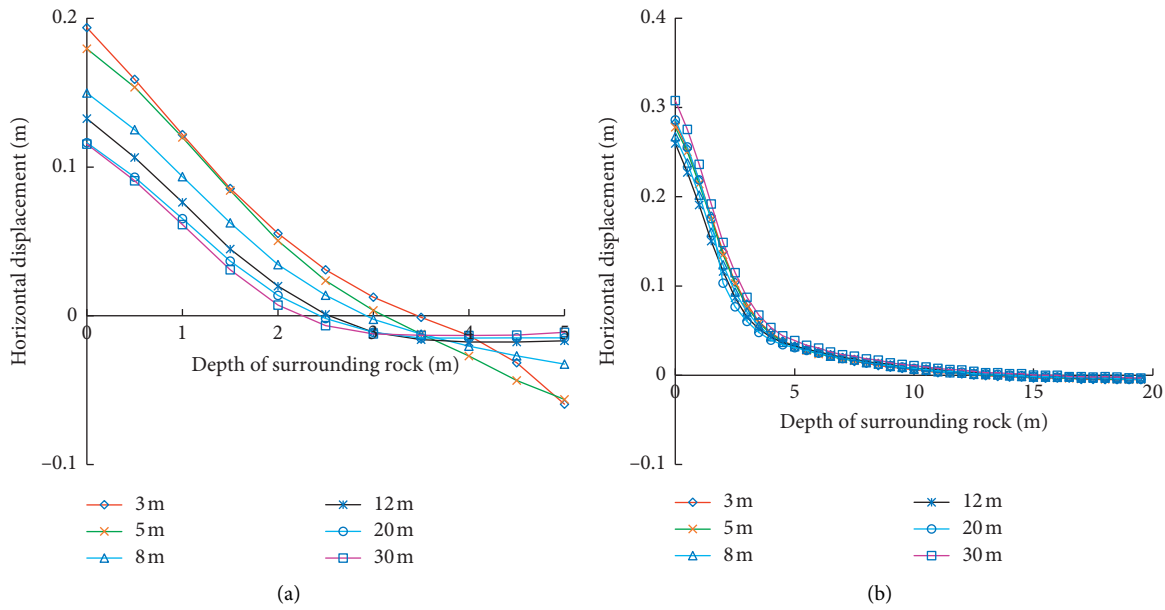 0.2
0.1
0
−0.1
Horizontal displacement (m)
0 1 2 3 4 5
Depth of surrounding rock (m)
3 m
5 m
8 m
12 m
20 m
30 m
(a)
0.4
0.3
0.2
0.1
0
−0.1
Horizontal displacement (m)
0 5 10 15 20
Depth of surrounding rock (m)
3 m
5 m
8 m
12 m
20 m
30 m
(b)